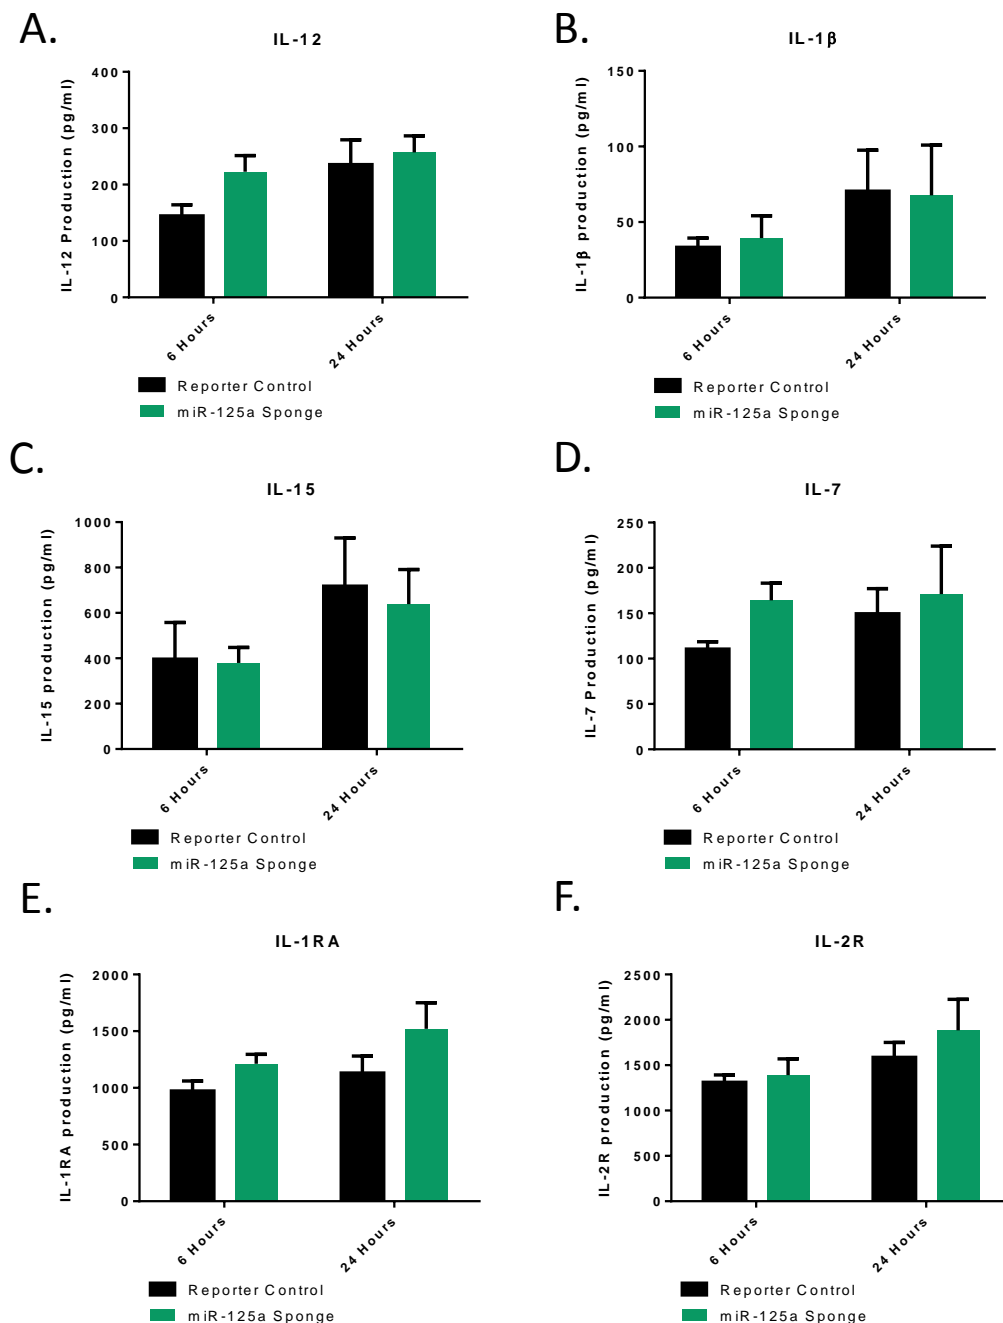 A.
IL-12
IL-12 Production (pg/ml)
400
300
200
100
0
6 Hours
24 Hours
Reporter Control
miR-125a Sponge
B.
IL-1β
IL-1β production (pg/ml)
150
100
50
0
6 Hours
24 Hours
Reporter Control
miR-125a Sponge
C.
IL-15
IL-15 production (pg/ml)
1000
800
600
400
200
0
6 Hours
24 Hours
Reporter Control
miR-125a Sponge
D.
IL-7
IL-7 Production (pg/ml)
250
200
150
100
50
0
6 Hours
24 Hours
Reporter Control
miR-125a Sponge
E.
IL-1RA
IL-1RA production (pg/ml)
2000
1500
1000
500
0
6 Hours
24 Hours
Reporter Control
miR-125a Sponge
F.
IL-2R
IL-2R production (pg/ml)
2500
2000
1500
1000
500
0
6 Hours
24 Hours
Reporter Control
miR-125a Sponge